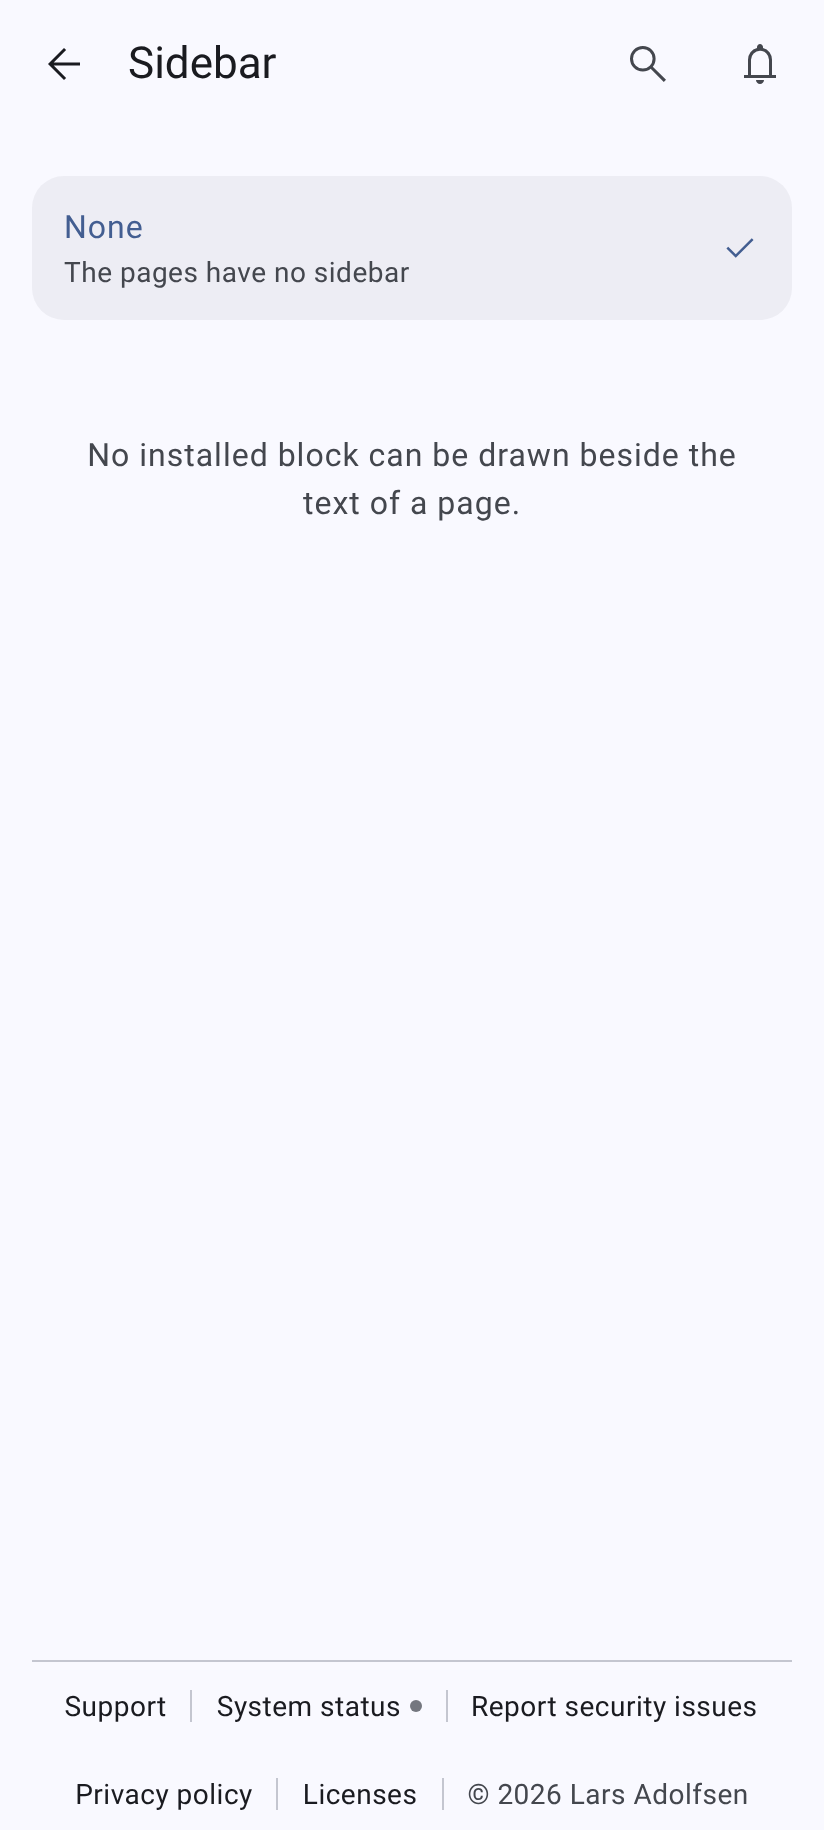 Sidebar
None
The pages have no sidebar
No installed block can be drawn beside the
text of a page.
Support
System status
Report security issues
Privacy policy
Licenses
© 2026 Lars Adolfsen